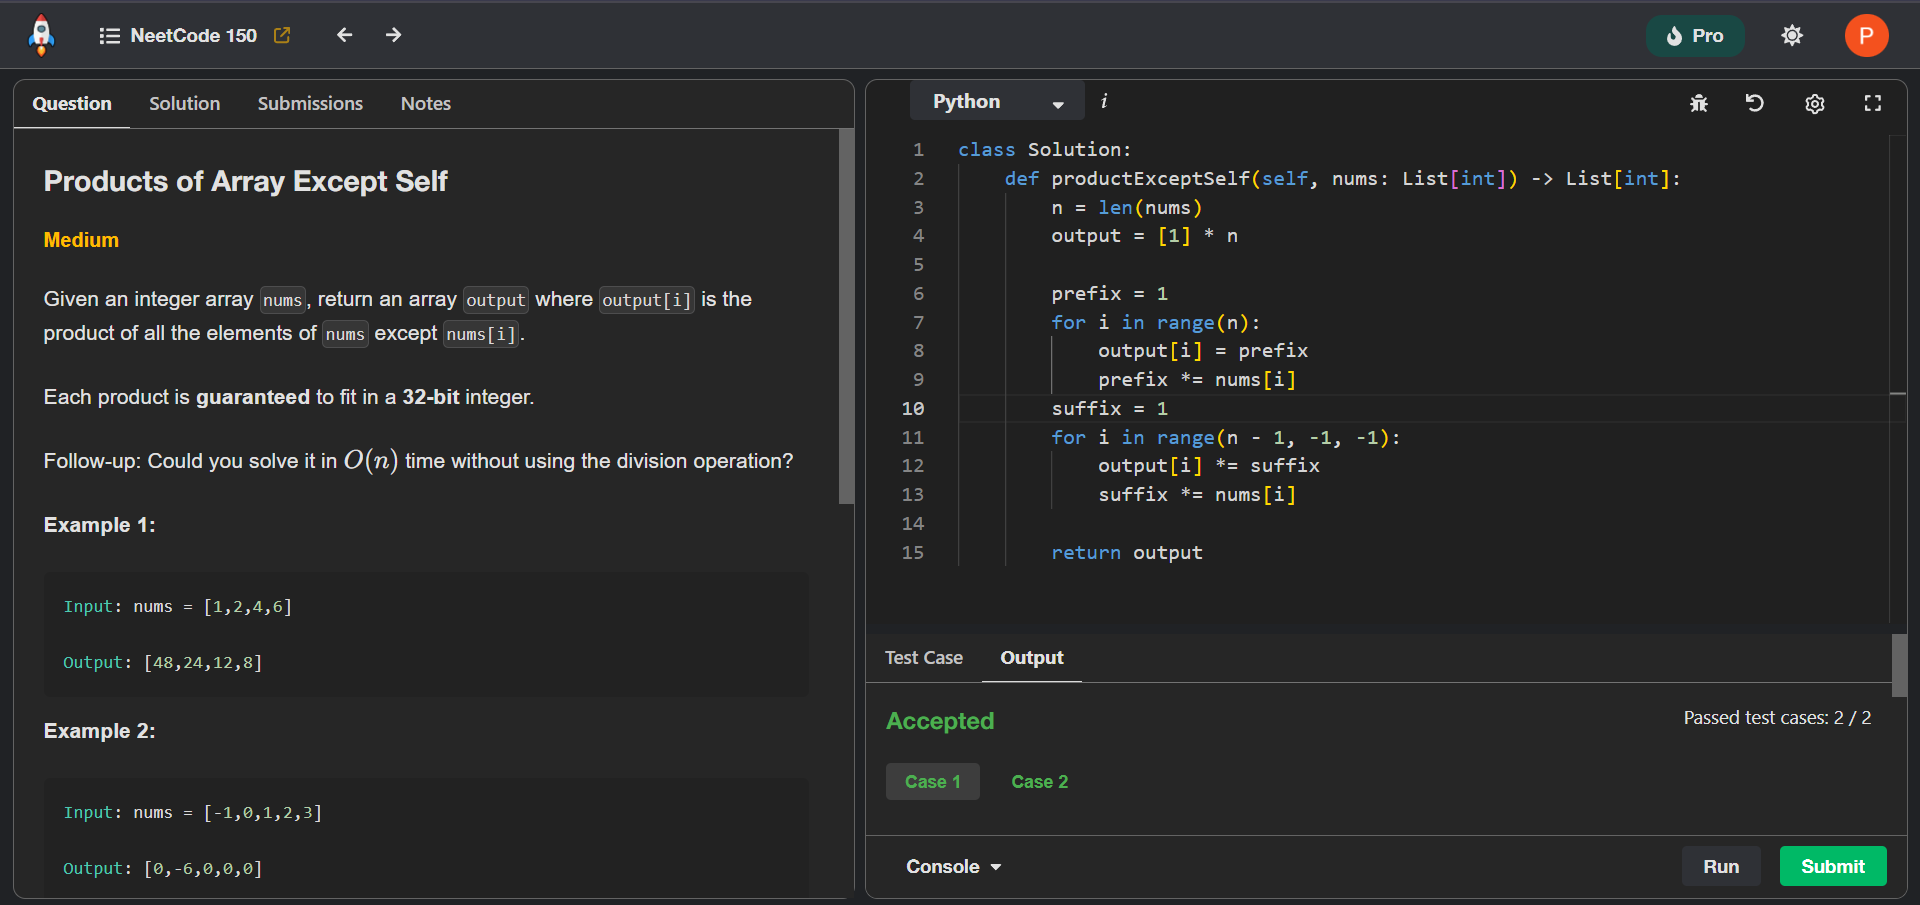 NeetCode 150
Pro
P
Question Solution Submissions Notes
Products of Array Except Self
Medium
Given an integer array nums, return an array output where output[i] is the
product of all the elements of nums except nums[i].
Each product is guaranteed to fit in a 32-bit integer.
Follow-up: Could you solve it in O(n) time without using the division operation?
Example 1:
Input: nums = [1,2,4,6]
Output: [48,24,12,8]
Example 2:
Input: nums = [-1,0,1,2,3]
Output: [0,-6,0,0,0]
Python i
1 class Solution:
2     def productExceptSelf(self, nums: List[int]) -> List[int]:
3         n = len(nums)
4         output = [1] * n
5
6         prefix = 1
7         for i in range(n):
8             output[i] = prefix
9             prefix *= nums[i]
10         suffix = 1
11         for i in range(n - 1, -1, -1):
12             output[i] *= suffix
13             suffix *= nums[i]
14
15         return output
Test Case Output
Accepted Passed test cases: 2 / 2
Case 1 Case 2
Console Run Submit